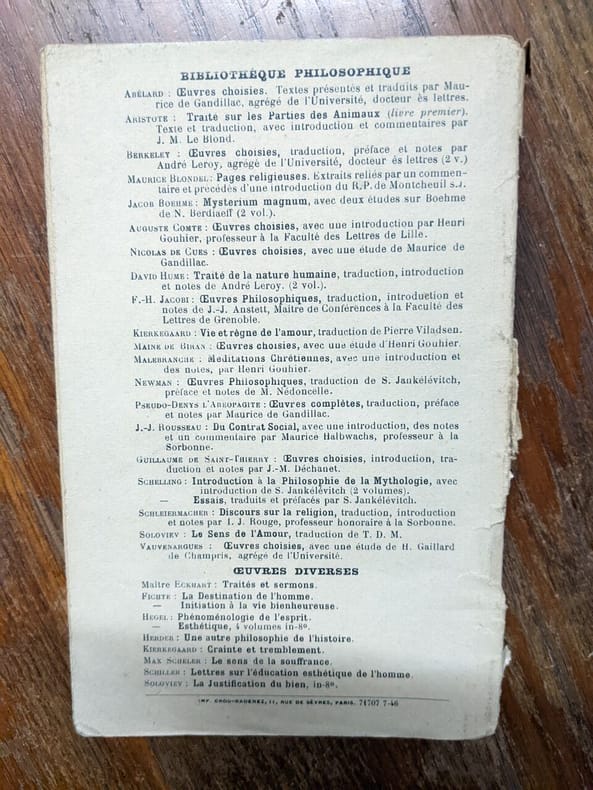 BIBLIOTHÈQUE PHILOSOPHIQUE
ABÉLARD : Œuvres choisies. Textes présentés et traduits par Mau-
rice de Gandillac, agrégé de l'Université, docteur ès lettres.
ARISTOTE : Traité sur les Parties des Animaux (livre premier).
Texte et traduction, avec introduction et commentaires par
J. M. Le Blond.
BERKELEY : Œuvres choisies, traduction, préface et notes par
André Leroy, agrégé de l'Université, docteur ès lettres (2 v.)
MAURICE BLONDEL : Pages religieuses. Extraits reliés par un commen-
taire et précédés d'une introduction du R.P. de Montcheuil s.J.
JACOB BOEHME : Mysterium magnum, avec deux études sur Boehme
de N. Berdiaeff (2 vol.).
AUGUSTE COMTE : Œuvres choisies, avec une introduction par Henri
Gouhier, professeur à la Faculté des Lettres de Lille.
NICOLAS DE CUES : Œuvres choisies, avec une étude de Maurice de
Gandillac.
DAVID HUME : Traité de la nature humaine, traduction, introduction
et notes de André Leroy. (2 vol.).
F.-H. JACOBI : Œuvres Philosophiques, traduction, introduction et
notes de J.-J. Anstett, Maître de Conférences à la Faculté des
Lettres de Grenoble.
KIERKEGAARD : Vie et règne de l'amour, traduction de Pierre Viladsen.
MAINE DE BIRAN : Œuvres choisies, avec une étude d'Henri Gouhier.
MALEBRANCHE : Méditations Chrétiennes, avec une introduction et
des notes, par Henri Gouhier.
NEWMAN : Œuvres Philosophiques, traduction de S. Jankélévitch,
préface et notes de M. Nédoncelle.
PSEUDO-DENYS L'ARÉOPAGITE : Œuvres complètes, traduction, préface
et notes par Maurice de Gandillac.
J.-J. ROUSSEAU : Du Contrat Social, avec une introduction, des notes
et un commentaire par Maurice Halbwachs, professeur à la
Sorbonne.
GUILLAUME DE SAINT-THIERRY : Œuvres choisies, introduction, tra-
duction et notes par J.-M. Déchanet.
SCHELLING : Introduction à la Philosophie de la Mythologie, avec
introduction de S. Jankélévitch (2 volumes).
— Essais, traduits et préfacés par S. Jankélévitch.
SCHLEIERMACHER : Discours sur la religion, traduction, introduction
et notes par I. J. Rouge, professeur honoraire à la Sorbonne.
SOLOVIEV : Le Sens de l'Amour, traduction de T. D. M.
VAUVENARGUES : Œuvres choisies, avec une étude de H. Gaillard
de Champris, agrégé de l'Université.
ŒUVRES DIVERSES
Maître ECKHART : Traités et sermons.
FICHTE : La Destination de l'homme.
— Initiation à la vie bienheureuse.
HEGEL : Phénoménologie de l'esprit.
— Esthétique, 4 volumes in-8º.
HERDER : Une autre philosophie de l'histoire.
KIERKEGAARD : Crainte et tremblement.
MAX SCHELER : Le sens de la souffrance.
SCHILLER : Lettres sur l'éducation esthétique de l'homme.
SOLOVIEV : La Justification du bien, in-8º.
IMP. CROU-RADENEZ, 11, RUE DE SÈVRES, PARIS. 74707 7-46